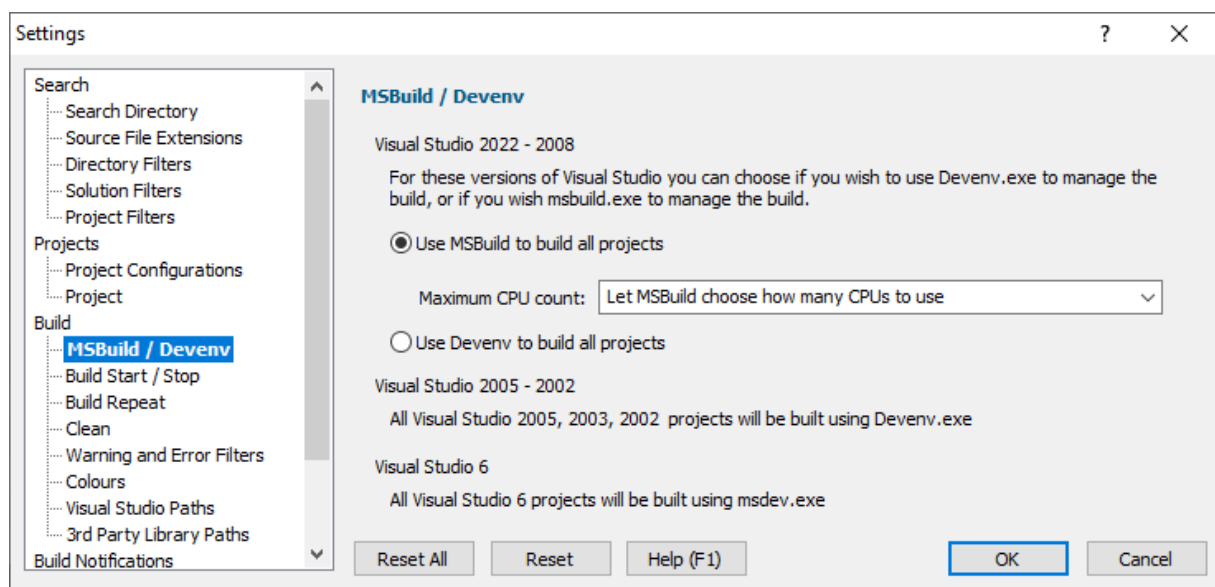 Settings
?
Search
Search Directory
Source File Extensions
Directory Filters
Solution Filters
Project Filters
Projects
Project Configurations
Project
Build
MSBuild / Devenv
Build Start / Stop
Build Repeat
Clean
Warning and Error Filters
Colours
Visual Studio Paths
3rd Party Library Paths
Build Notifications
MSBuild / Devenv
Visual Studio 2022 - 2008
For these versions of Visual Studio you can choose if you wish to use Devenv.exe to manage the
build, or if you wish msbuild.exe to manage the build.
Use MSBuild to build all projects
Maximum CPU count: Let MSBuild choose how many CPUs to use
Use Devenv to build all projects
Visual Studio 2005 - 2002
All Visual Studio 2005, 2003, 2002 projects will be built using Devenv.exe
Visual Studio 6
All Visual Studio 6 projects will be built using msdev.exe
Reset All Reset Help (F1) OK Cancel